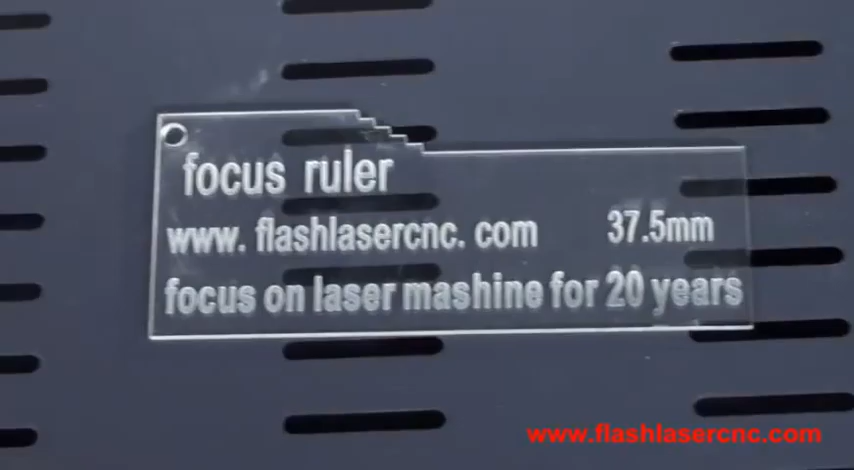 focus ruler
www. flashlasercnc. com
37.5mm
focus on laser mashine for 20 years
www.flashlasercnc.com